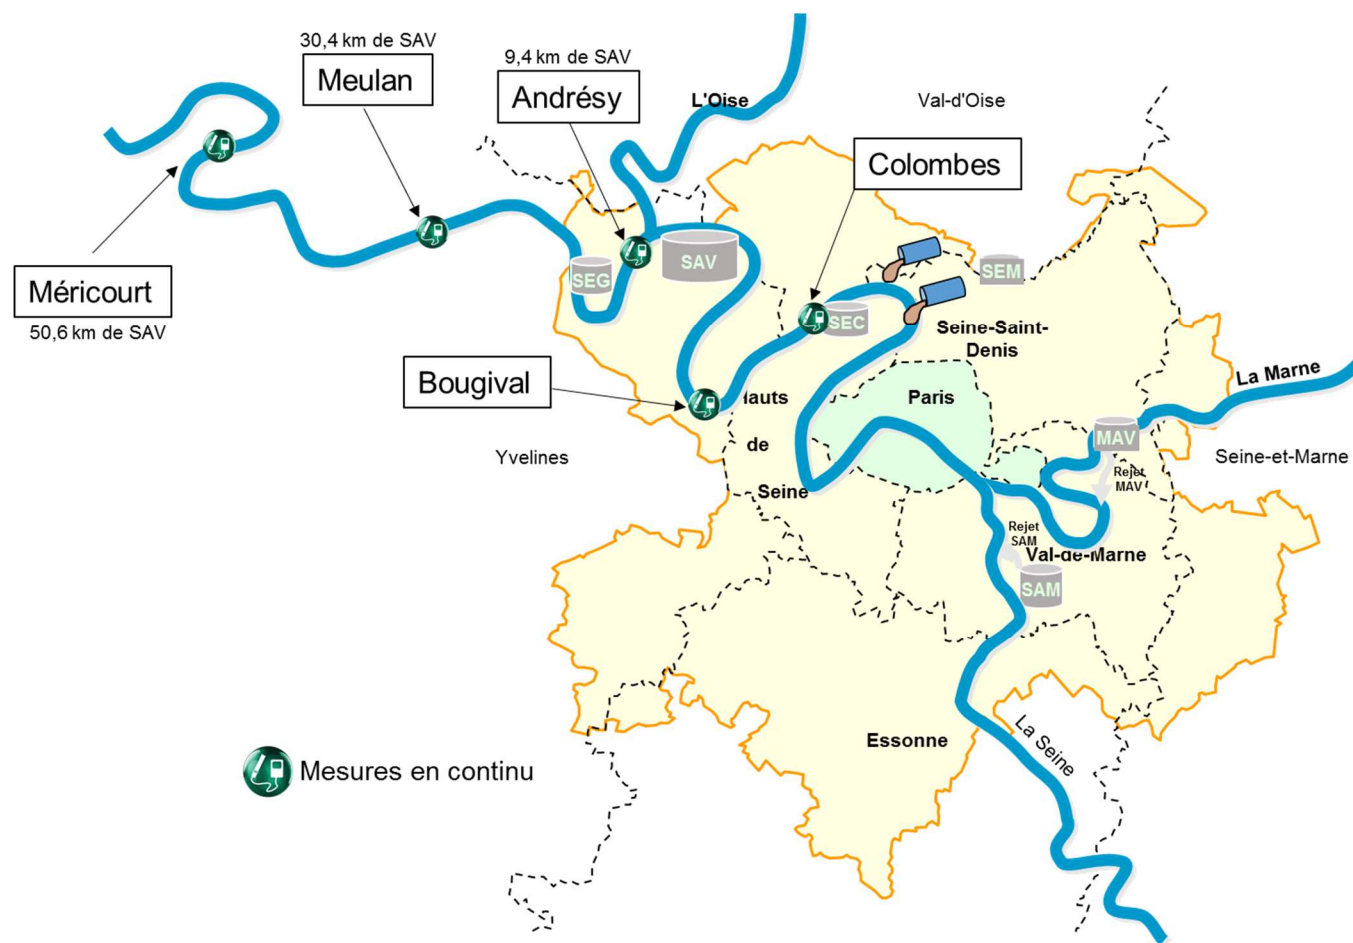 30,4 km de SAV
Meulan
9,4 km de SAV
Andrésy
L'Oise
Val-d'Oise
Colombes
Méricourt
50,6 km de SAV
SEG
SAV
SEM
SEC
Seine-Saint-
Denis
Bougival
Paris
La Marne
Hauts
de
Seine
MAV
Rejet
MAV
Yvelines
Seine-et-Marne
Rejet
SAM
Val-de-Marne
SAM
Essonne
La Seine
Mesures en continu